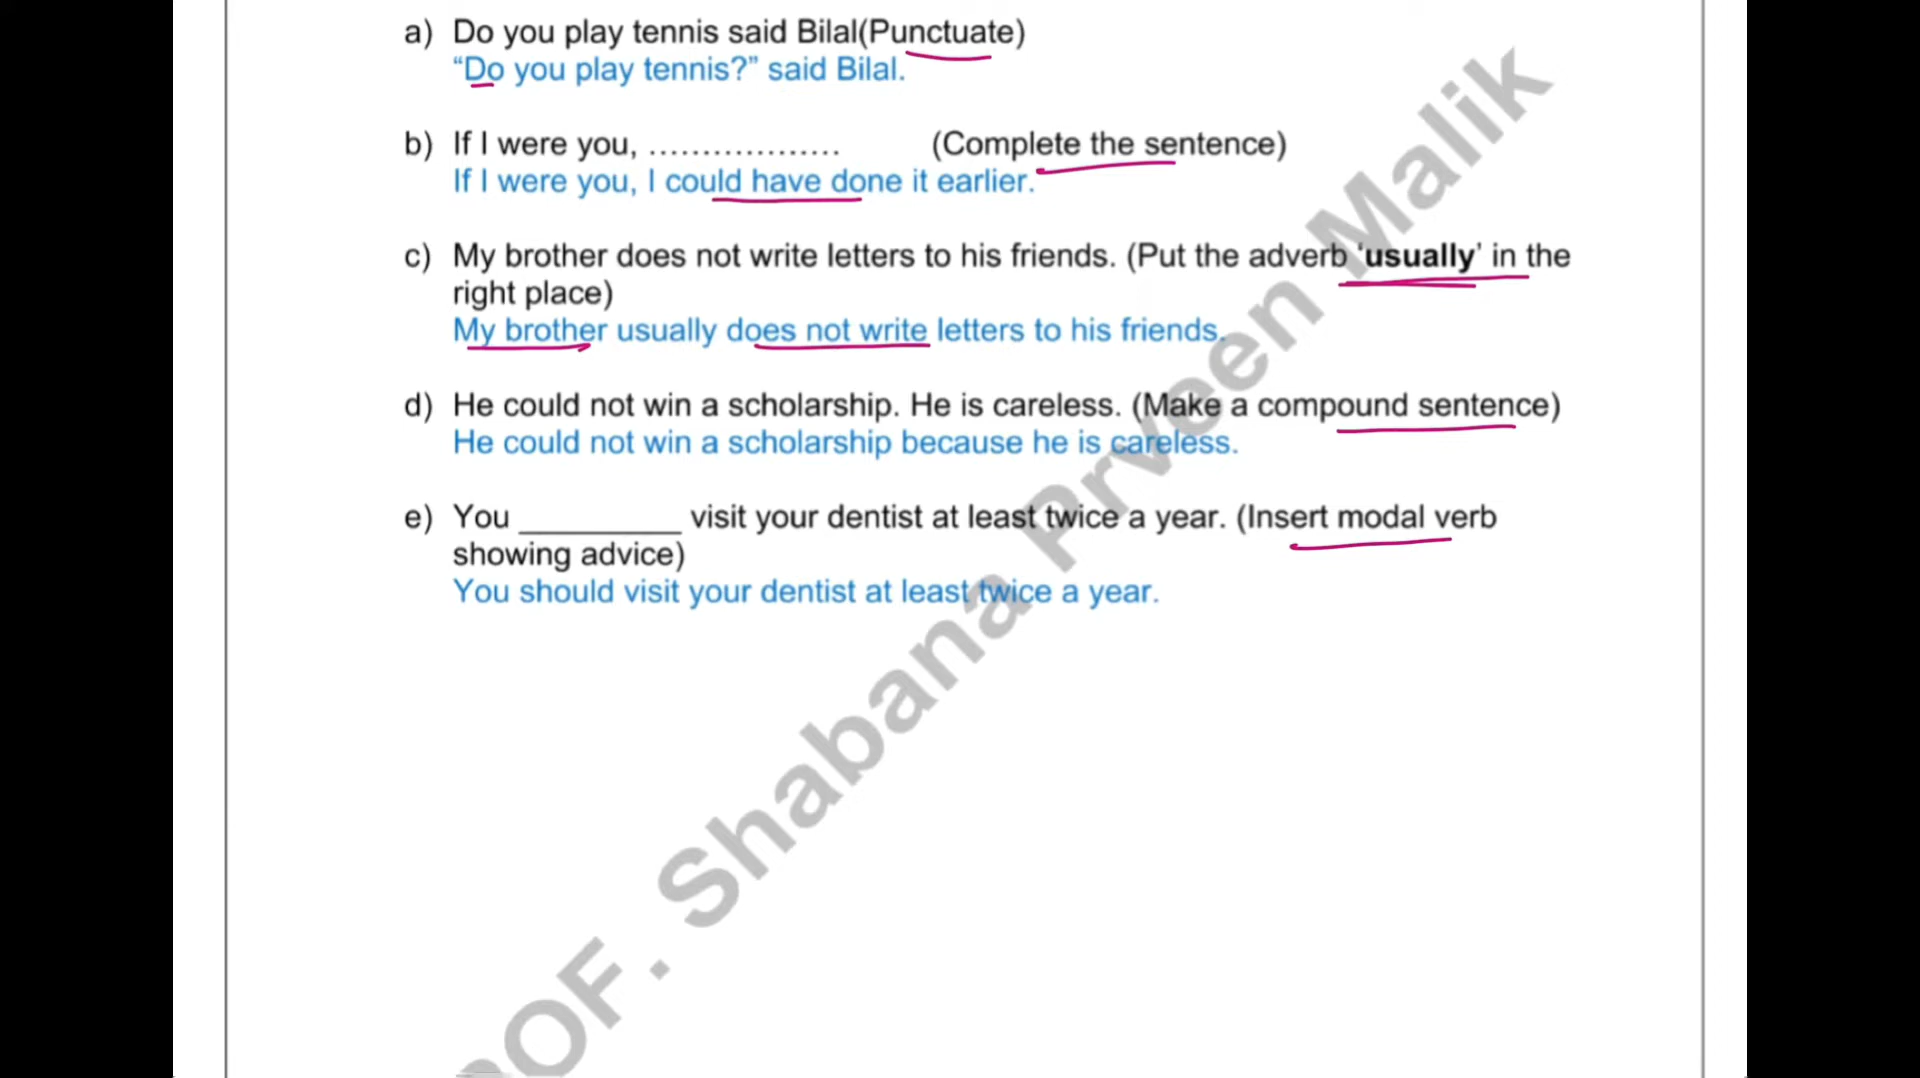 a) Do you play tennis said Bilal(Punctuate)
“Do you play tennis?” said Bilal.
b) If I were you, ……………… (Complete the sentence)
If I were you, I could have done it earlier.
c) My brother does not write letters to his friends. (Put the adverb ‘usually’ in the
right place)
My brother usually does not write letters to his friends.
d) He could not win a scholarship. He is careless. (Make a compound sentence)
He could not win a scholarship because he is careless.
e) You __________ visit your dentist at least twice a year. (Insert modal verb
showing advice)
You should visit your dentist at least twice a year.
OF. Shabana Prveen Malik